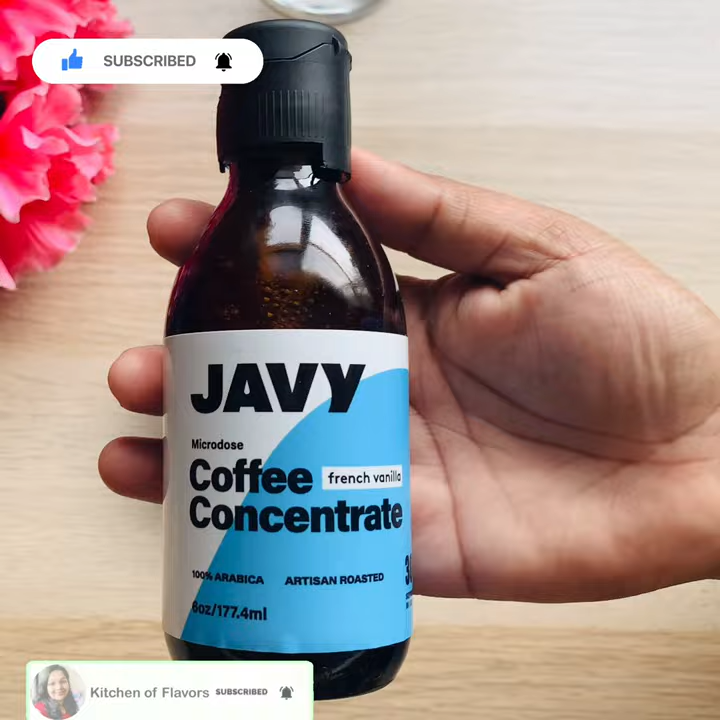 SUBSCRIBED
JAVY
Microdose
Coffee french vanilla
Concentrate
100% ARABICA ARTISAN ROASTED
6oz/177.4ml
Kitchen of Flavors SUBSCRIBED